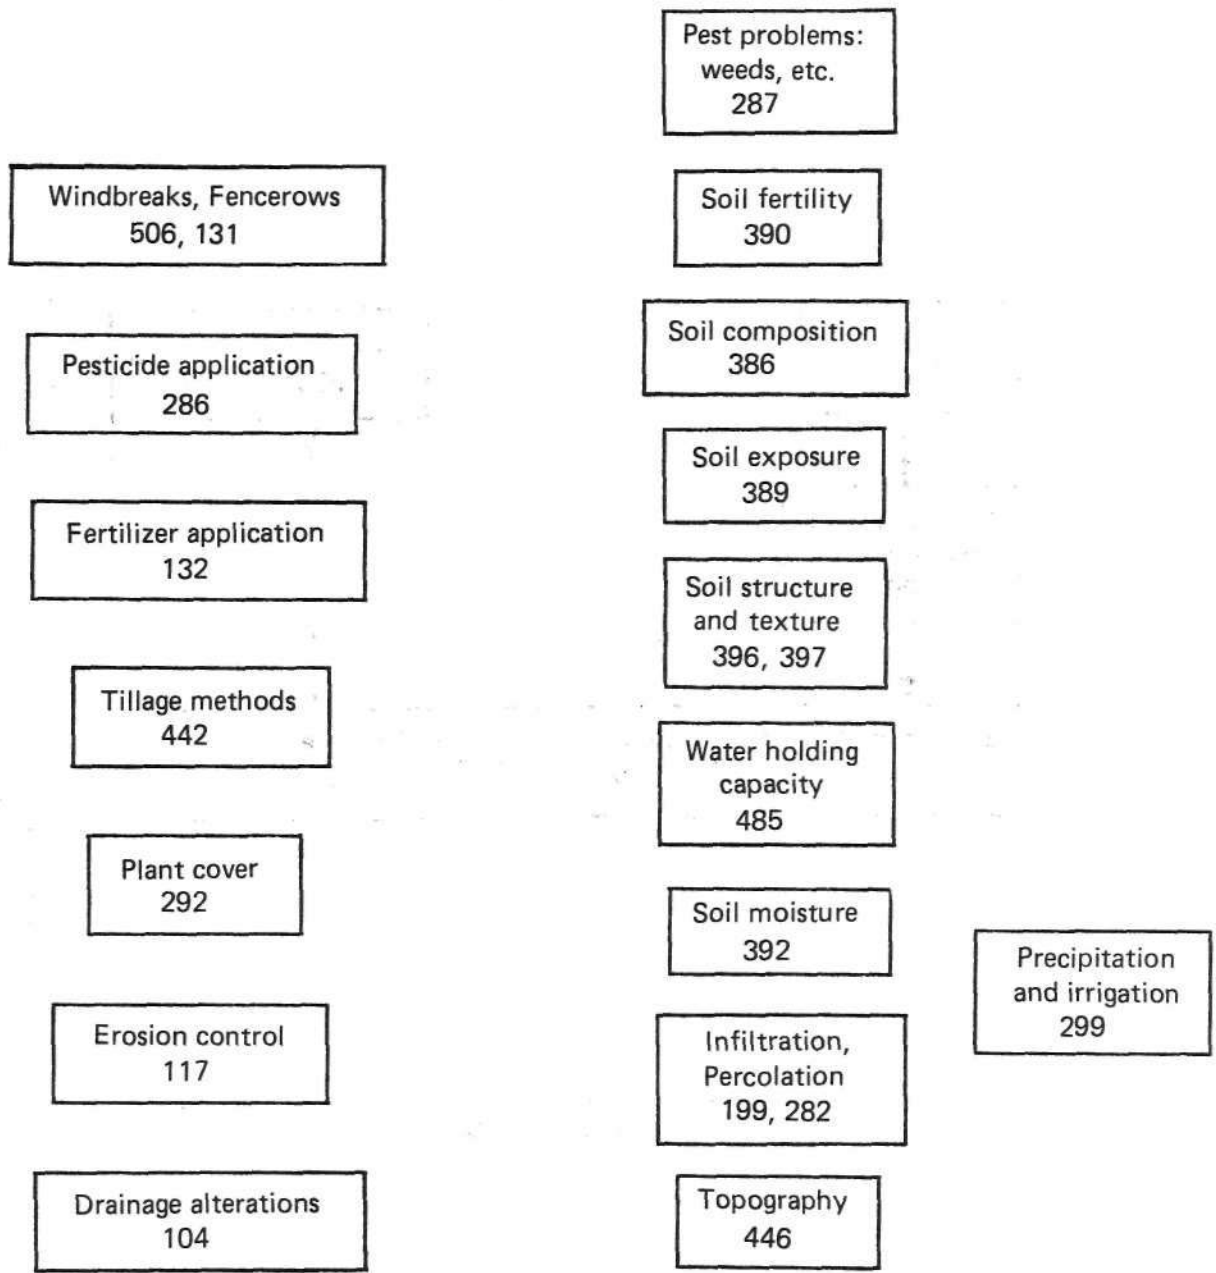 Pest problems:
weeds, etc.
287
Windbreaks, Fencerows
506, 131
Soil fertility
390
Soil composition
386
Pesticide application
286
Soil exposure
389
Fertilizer application
132
Soil structure
and texture
396, 397
Tillage methods
442
Water holding
capacity
485
Plant cover
292
Soil moisture
392
Precipitation
and irrigation
299
Erosion control
117
Infiltration,
Percolation
199, 282
Drainage alterations
104
Topography
446